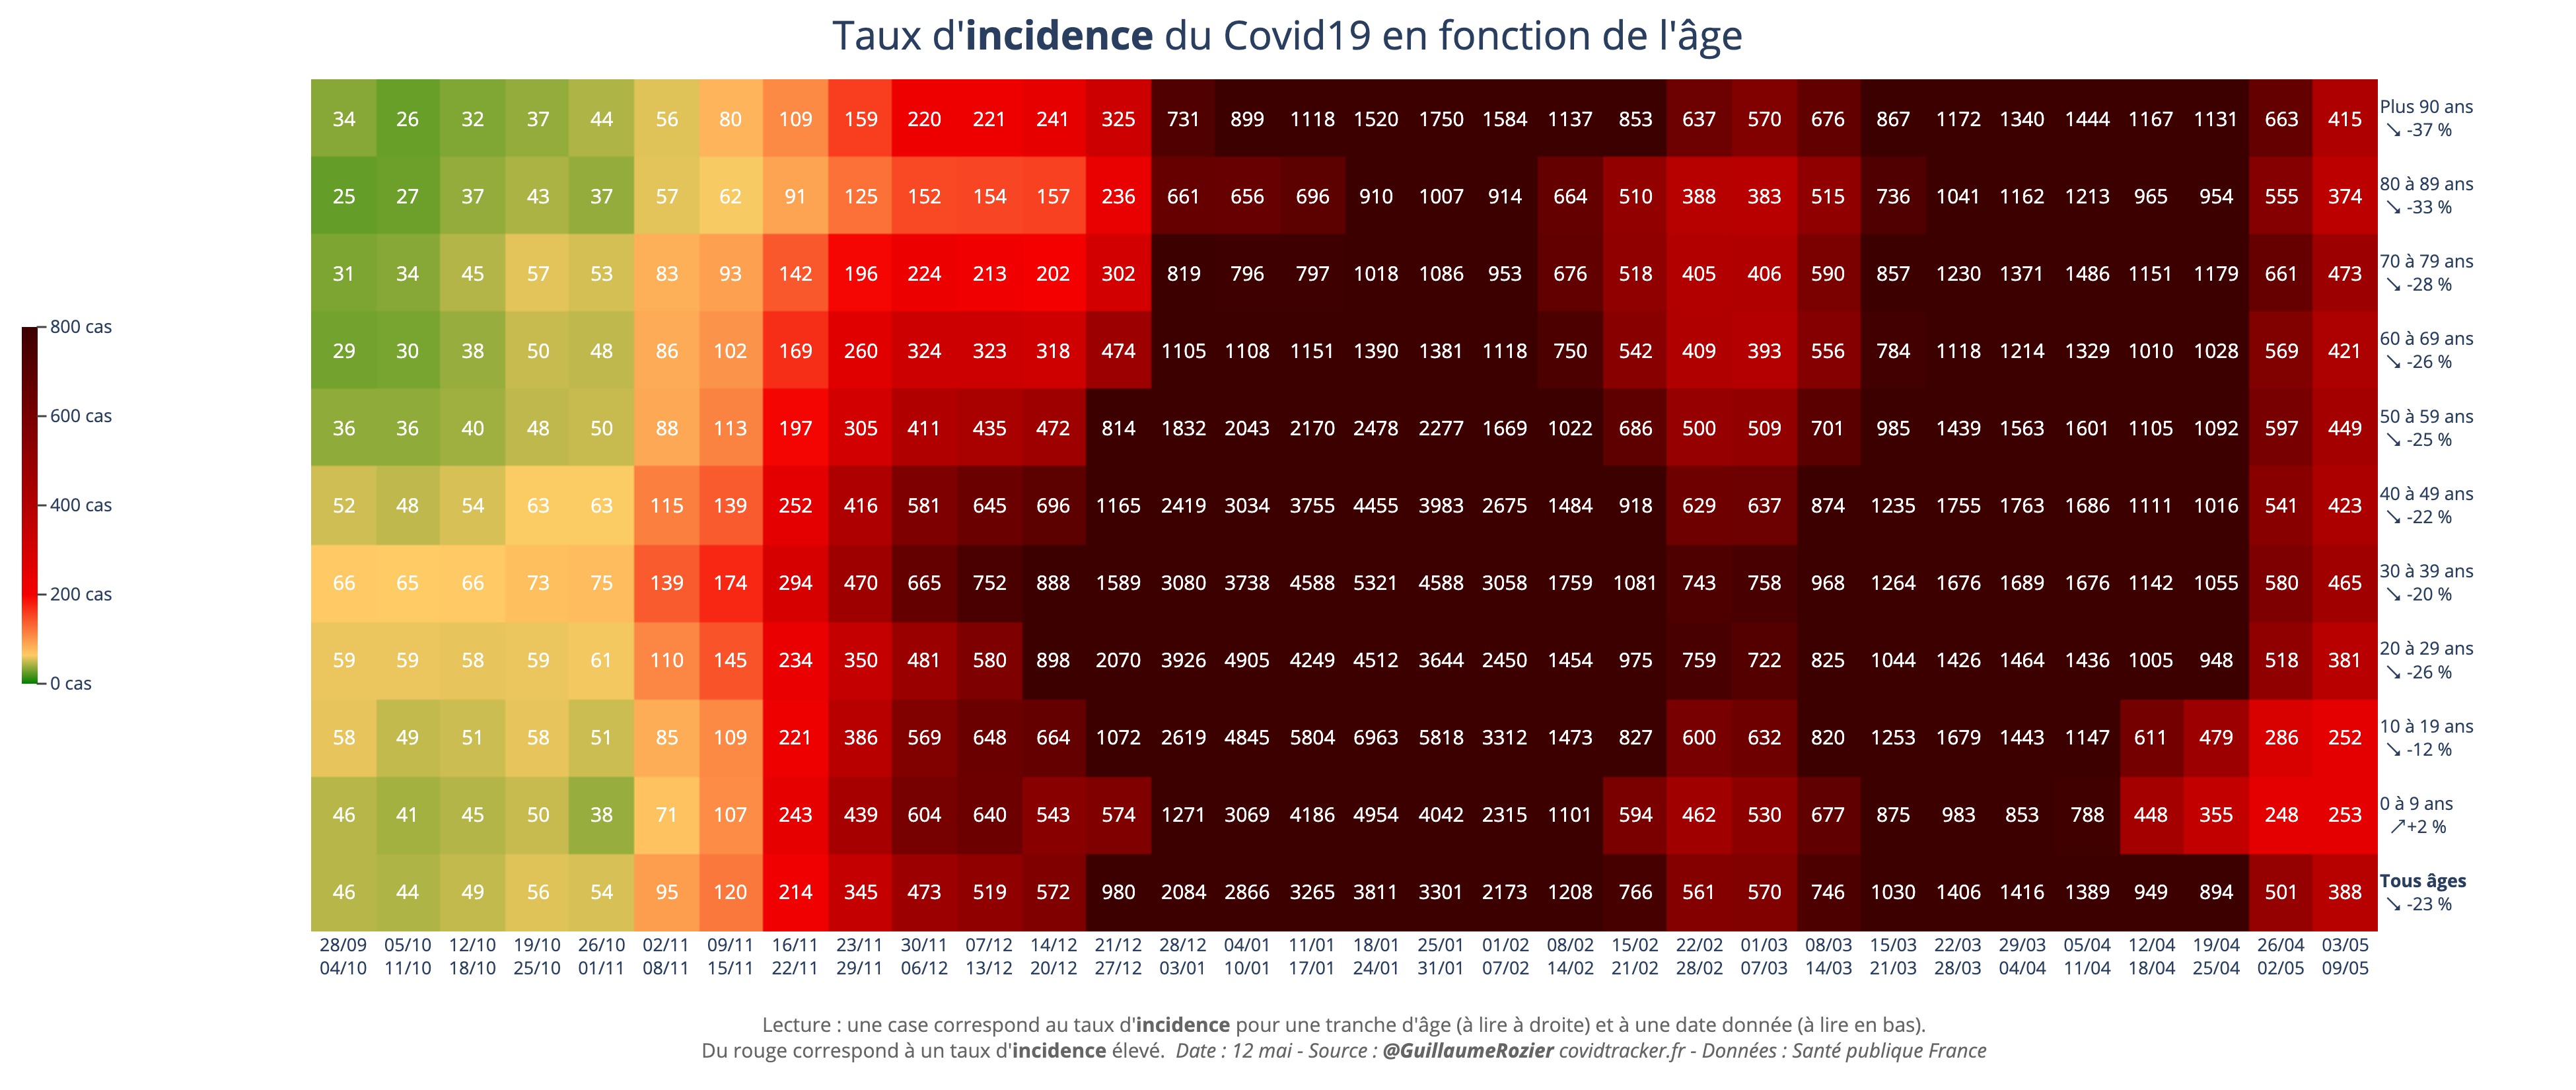 Taux d'incidence du Covid19 en fonction de l'âge
34 26 32 37 44 56 80 109 159 220 221 241 325 731 899 1118 1520 1750 1584 1137 853 637 570 676 867 1172 1340 1444 1167 1131 663 415 Plus 90 ans
↘ -37 %
25 27 37 43 37 57 62 91 125 152 154 157 236 661 656 696 910 1007 914 664 510 388 383 515 736 1041 1162 1213 965 954 555 374 80 à 89 ans
↘ -33 %
31 34 45 57 53 83 93 142 196 224 213 202 302 819 796 797 1018 1086 953 676 518 405 406 590 857 1230 1371 1486 1151 1179 661 473 70 à 79 ans
↘ -28 %
29 30 38 50 48 86 102 169 260 324 323 318 474 1105 1108 1151 1390 1381 1118 750 542 409 393 556 784 1118 1214 1329 1010 1028 569 421 60 à 69 ans
↘ -26 %
36 36 40 48 50 88 113 197 305 411 435 472 814 1832 2043 2170 2478 2277 1669 1022 686 500 509 701 985 1439 1563 1601 1105 1092 597 449 50 à 59 ans
↘ -25 %
52 48 54 63 63 115 139 252 416 581 645 696 1165 2419 3034 3755 4455 3983 2675 1484 918 629 637 874 1235 1755 1763 1686 1111 1016 541 423 40 à 49 ans
↘ -22 %
66 65 66 73 75 139 174 294 470 665 752 888 1589 3080 3738 4588 5321 4588 3058 1759 1081 743 758 968 1264 1676 1689 1676 1142 1055 580 465 30 à 39 ans
↘ -20 %
59 59 58 59 61 110 145 234 350 481 580 898 2070 3926 4905 4249 4512 3644 2450 1454 975 759 722 825 1044 1426 1464 1436 1005 948 518 381 20 à 29 ans
↘ -26 %
58 49 51 58 51 85 109 221 386 569 648 664 1072 2619 4845 5804 6963 5818 3312 1473 827 600 632 820 1253 1679 1443 1147 611 479 286 252 10 à 19 ans
↘ -12 %
46 41 45 50 38 71 107 243 439 604 640 543 574 1271 3069 4186 4954 4042 2315 1101 594 462 530 677 875 983 853 788 448 355 248 253 0 à 9 ans
↗+2 %
46 44 49 56 54 95 120 214 345 473 519 572 980 2084 2866 3265 3811 3301 2173 1208 766 561 570 746 1030 1406 1416 1389 949 894 501 388 Tous âges
↘ -23 %
800 cas
600 cas
400 cas
200 cas
0 cas
28/09 05/10 12/10 19/10 26/10 02/11 09/11 16/11 23/11 30/11 07/12 14/12 21/12 28/12 04/01 11/01 18/01 25/01 01/02 08/02 15/02 22/02 01/03 08/03 15/03 22/03 29/03 05/04 12/04 19/04 26/04 03/05
04/10 11/10 18/10 25/10 01/11 08/11 15/11 22/11 29/11 06/12 13/12 20/12 27/12 03/01 10/01 17/01 24/01 31/01 07/02 14/02 21/02 28/02 07/03 14/03 21/03 28/03 04/04 11/04 18/04 25/04 02/05 09/05
Lecture : une case correspond au taux d'incidence pour une tranche d'âge (à lire à droite) et à une date donnée (à lire en bas).
Du rouge correspond à un taux d'incidence élevé. Date : 12 mai - Source : @GuillaumeRozier covidtracker.fr - Données : Santé publique France